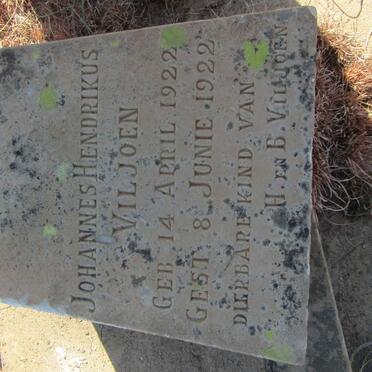 JOHANNES HENDRIKUS
VILJOEN
GEB 14 APRIL 1922
GEST 8 JUNIE 1922
DIERBARE KIND VAN
H. EN B VILJOEN